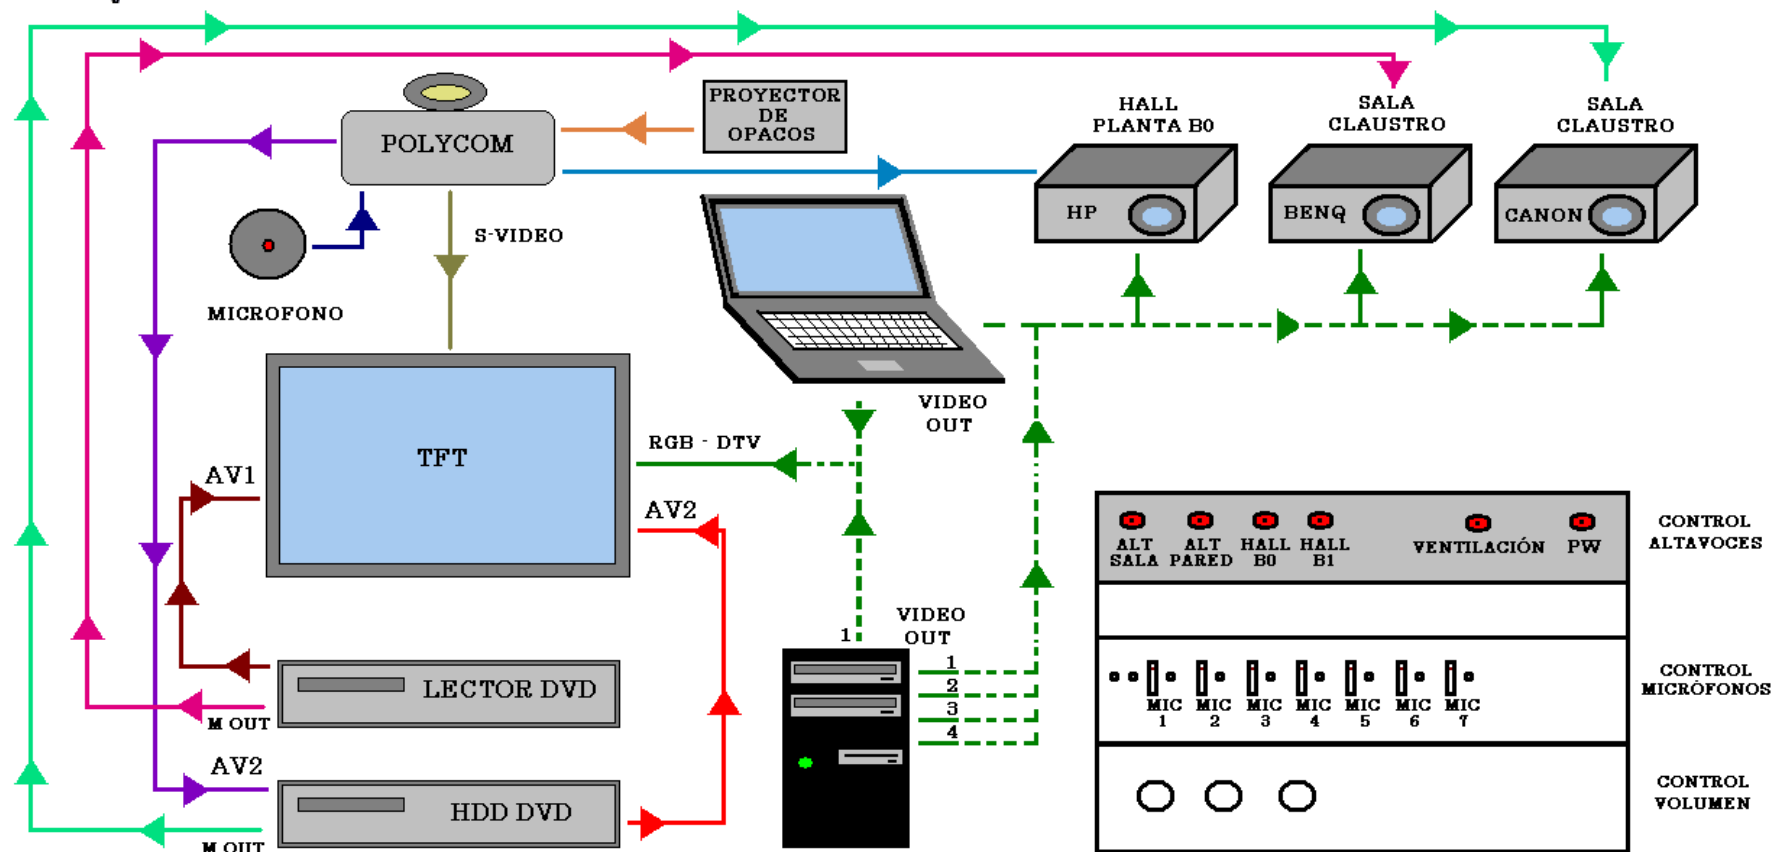 PROYECTOR
DE
OPACOS
HALL
PLANTA B0
SALA
CLAUSTRO
SALA
CLAUSTRO
POLYCOM
HP
BENQ
CANON
S-VIDEO
MICROFONO
VIDEO
OUT
RGB - DTV
TFT
AV1
AV2
ALT
SALA
ALT
PARED
HALL
B0
HALL
B1
VENTILACIÓN
PW
CONTROL
ALTAVOCES
VIDEO
OUT
1
1
2
3
4
LECTOR DVD
M OUT
CONTROL
MICRÓFONOS
MIC
1
MIC
2
MIC
3
MIC
4
MIC
5
MIC
6
MIC
7
AV2
HDD DVD
M OUT
CONTROL
VOLUMEN